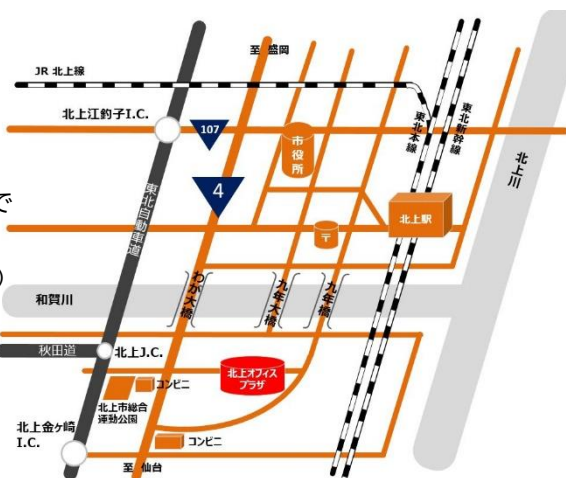 至 盛岡
JR 北上線
北上江釣子I.C.
107
市役所
東北本線
東北新幹線
北上川
4
で
北上駅
〒
東北自動車道
)
和賀川
わが大橋
九年大橋
九年橋
秋田道
北上J.C.
コンビニ
北上オフィス
プラザ
北上市総合
運動公園
北上金ヶ崎
I.C.
コンビニ
至 仙台